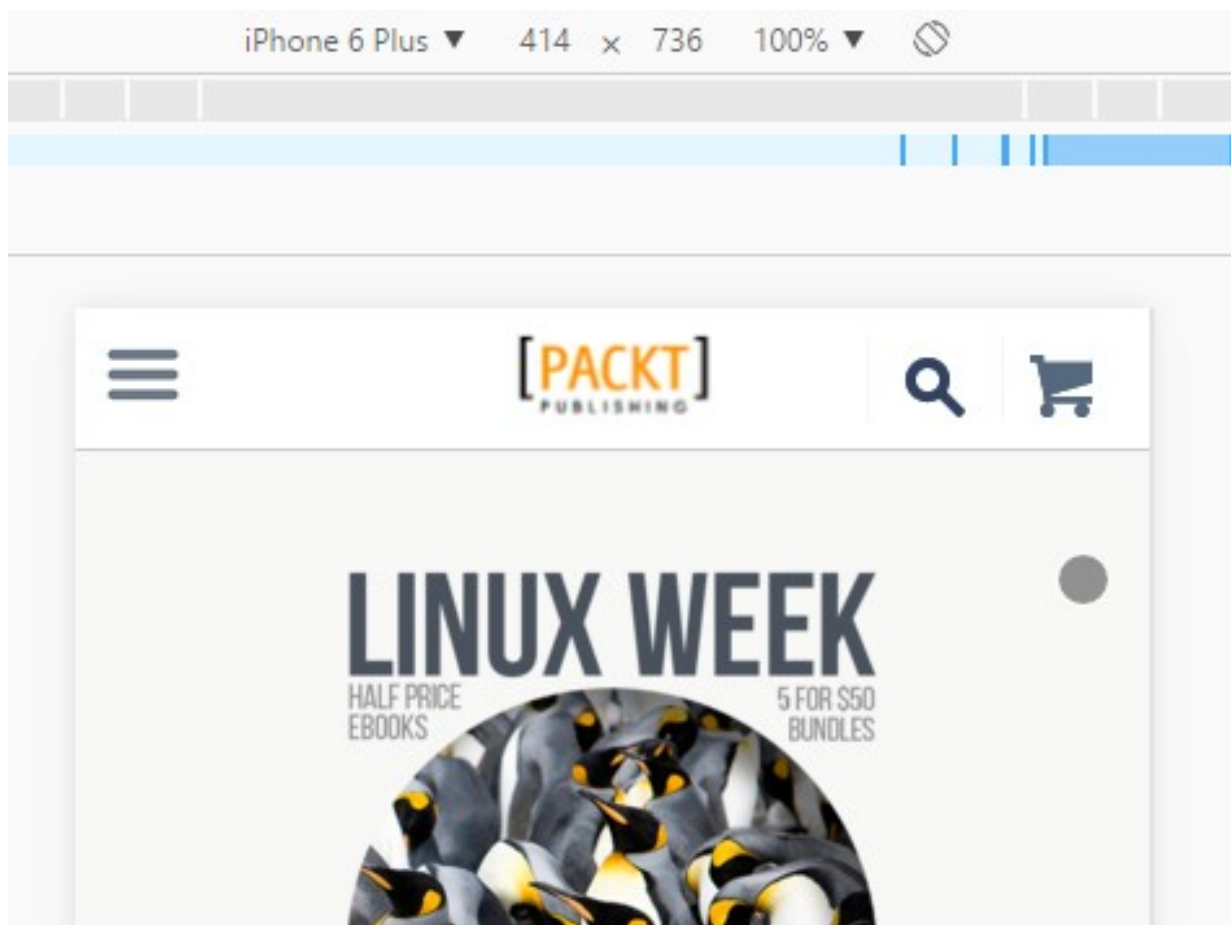 iPhone 6 Plus ▼ 414 × 736 100% ▼
[PACKT]
PUBLISHING
LINUX WEEK
HALF PRICE
EBOOKS
5 FOR $50
BUNDLES